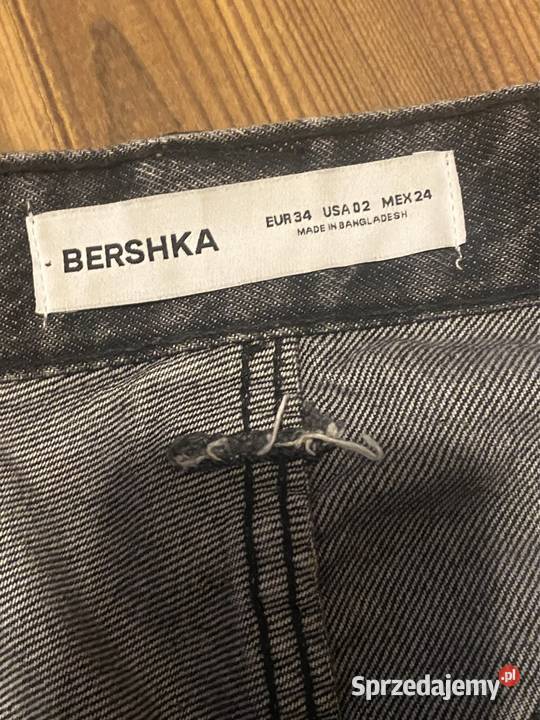 BERSHKA
EUR 34 USA 02 MEX 24
MADE IN BANGLADESH
Sprzedajemy.pl